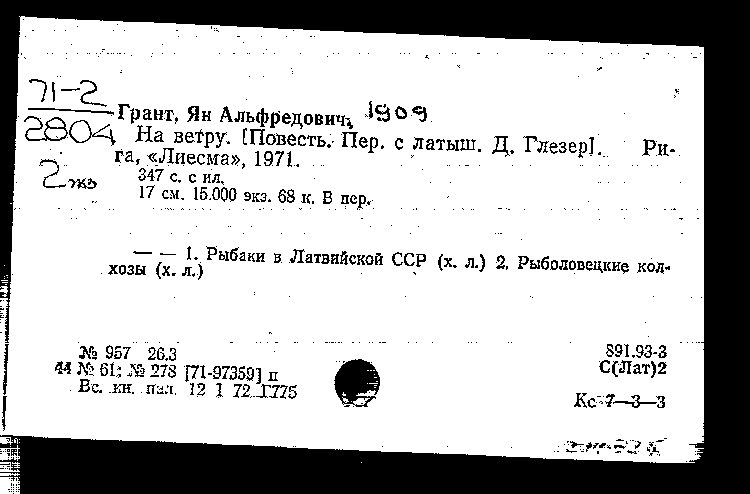 71-2
2804
2 экз
Грант, Ян Альфредович, 1909
На ветру. [Повесть. Пер. с латыш. Д. Глезер]. Ри-
га, «Лиесма», 1971.
347 с. с ил.
17 см. 15.000 экз. 68 к. В пер.
— — 1. Рыбаки в Латвийской ССР (х. л.) 2. Рыболовецкие кол-
хозы (х. л.)
№ 957 26.3
44 № 61; № 278 [71-97359] п
Вс. кн. пал. 12 1 72 Г775
891.93-3
С(Лат)2
Кс 7—3—3